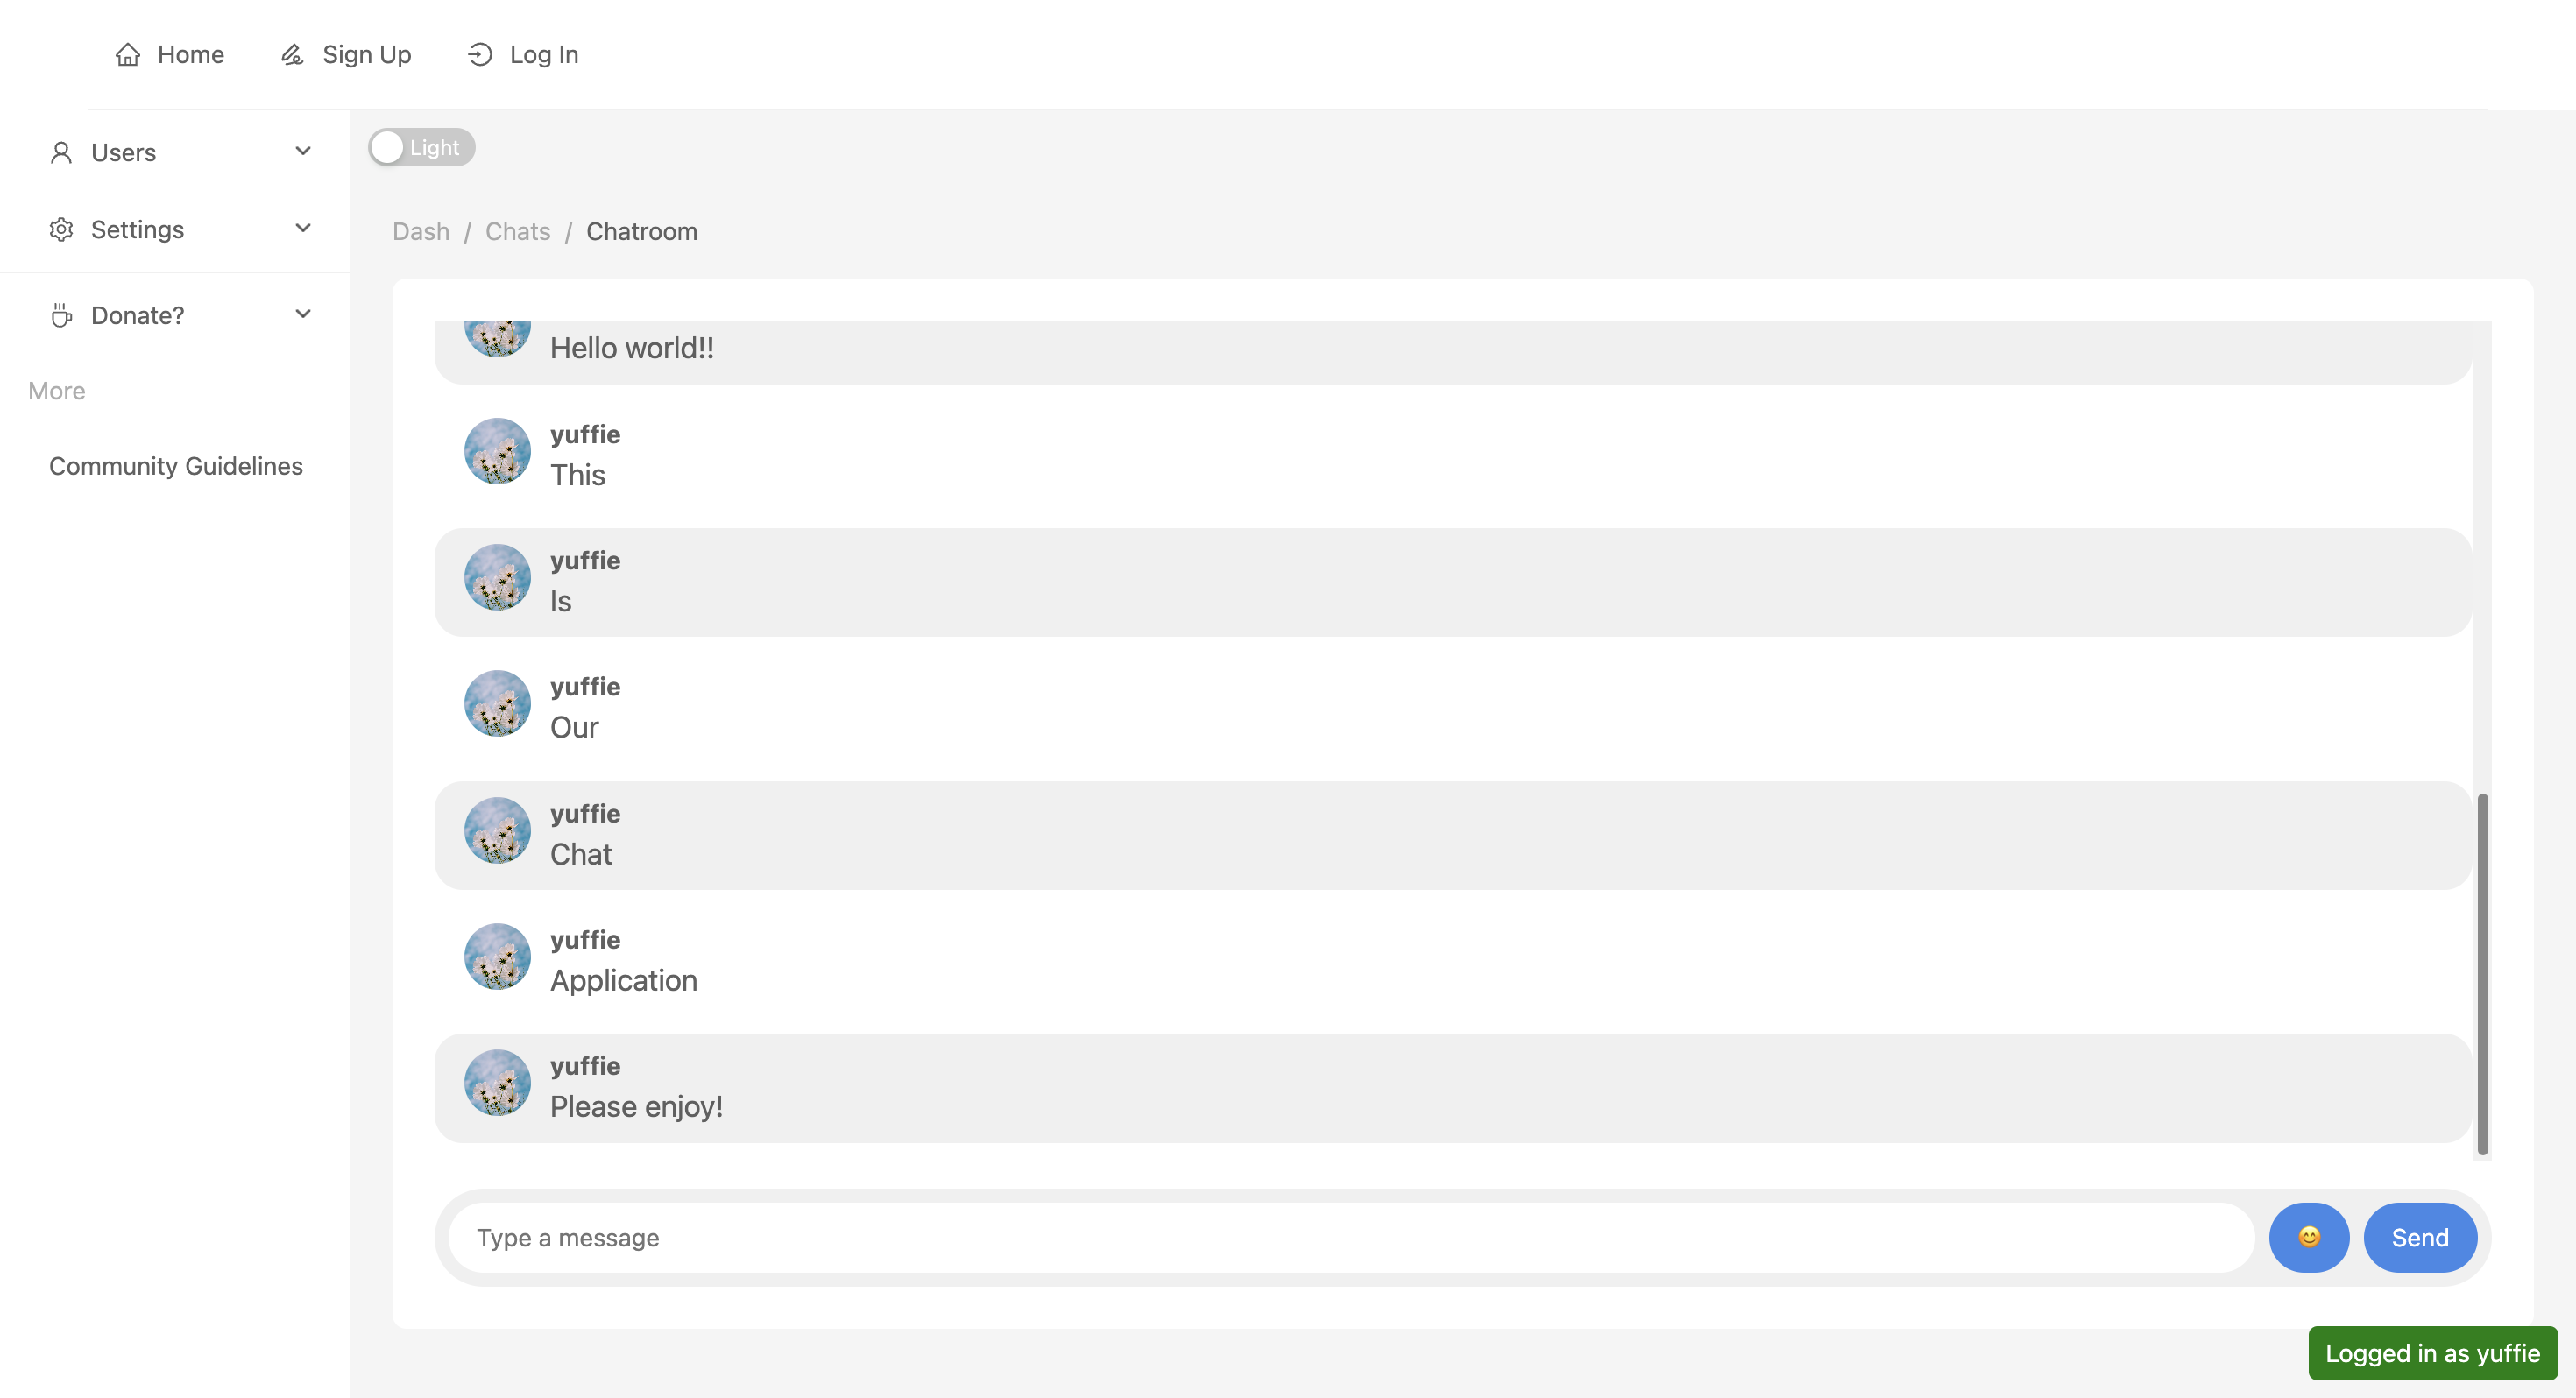 Home Sign Up Log In
Users
Settings
Donate?
More
Community Guidelines
Light
Dash / Chats / Chatroom
Hello world!!
yuffie
This
yuffie
Is
yuffie
Our
yuffie
Chat
yuffie
Application
yuffie
Please enjoy!
Type a message
Send
Logged in as yuffie